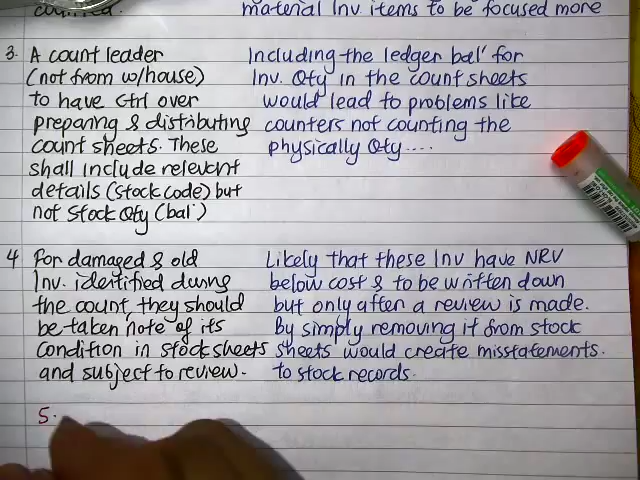 counted. material Inv. items to be focused more
3. A count leader
(not from w/house)
to have Ctrl over
preparing & distributing
count sheets. These
shall include relevant
details (stock code) but
not stock Qty (bal')
Including the ledger bal' for
Inv. Qty in the count sheets
would lead to problems like
counters not counting the
physically Qty....
4 For damaged & old
Inv. identified during
the count, they should
be taken note of its
condition in stock sheets
and subject to review.
Likely that these Inv have NRV
below cost & to be written down
but only after a review is made.
By simply removing it from stock
sheets would create misstatements.
to stock records.
5.